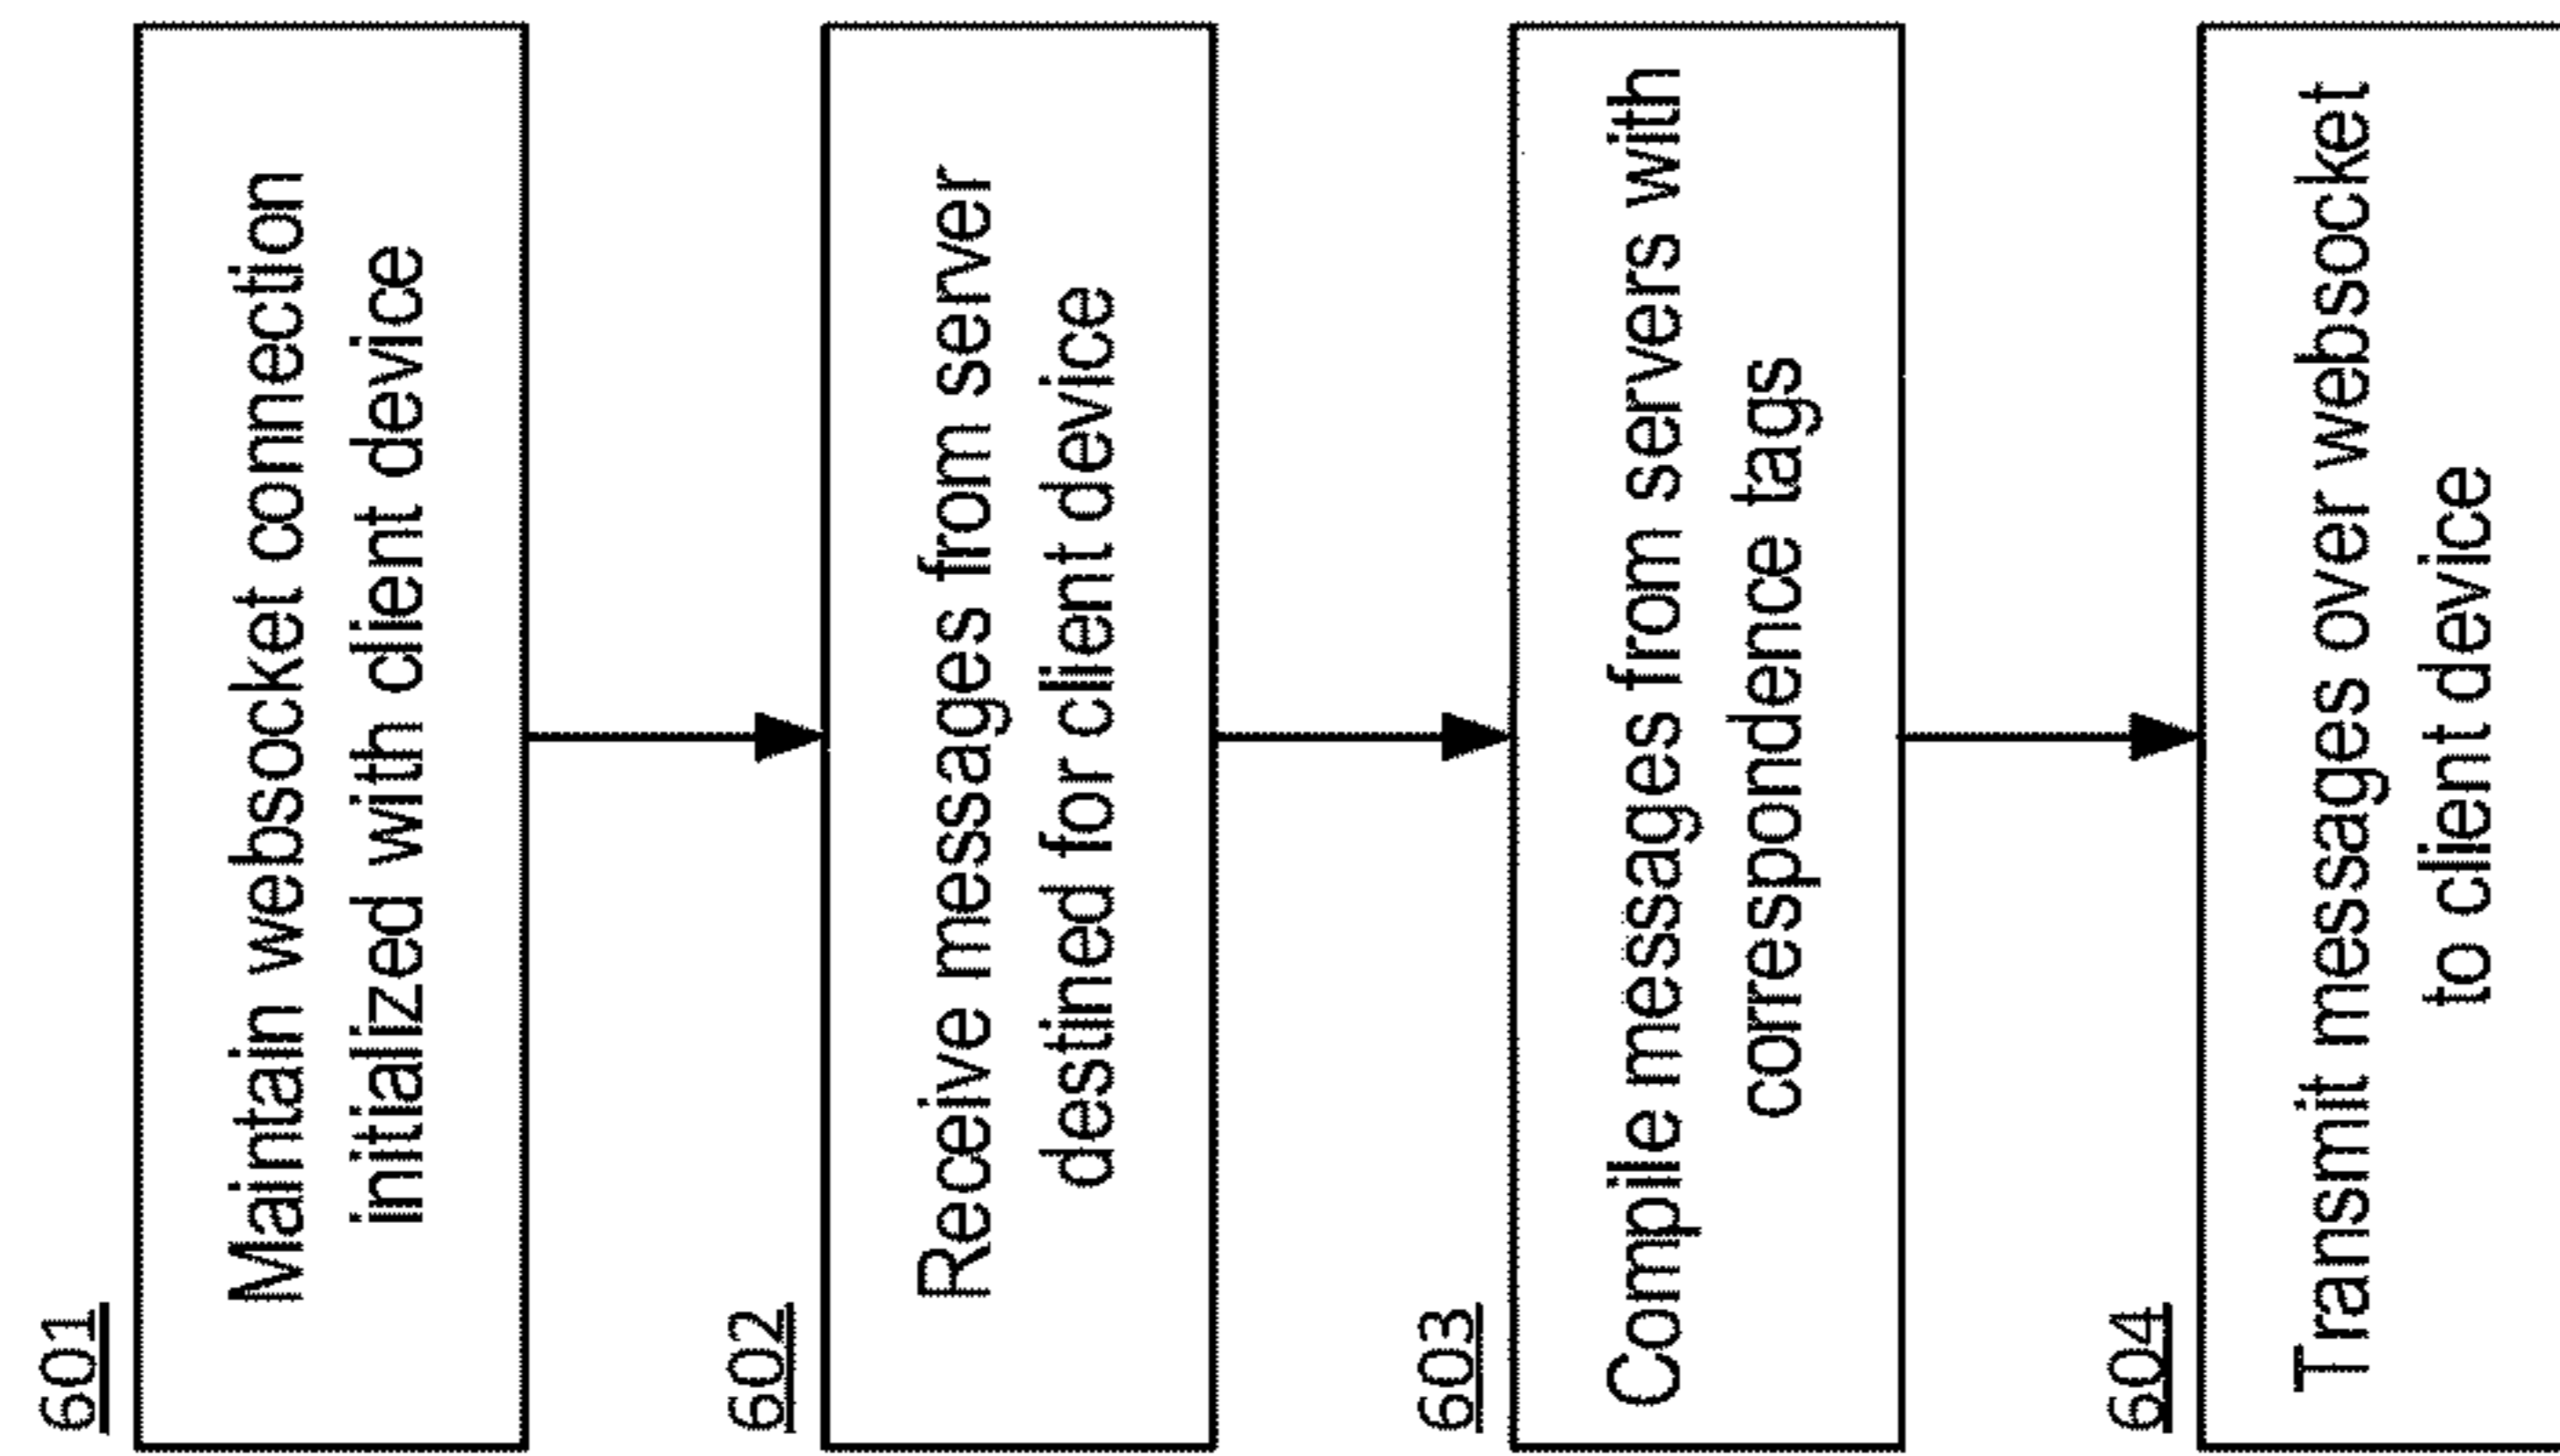 601
Maintain websocket connection
initialized with client device
602
Receive messages from server
destined for client device
603
Compile messages from servers with
correspondence tags
604
Transmit messages over websocket
to client device